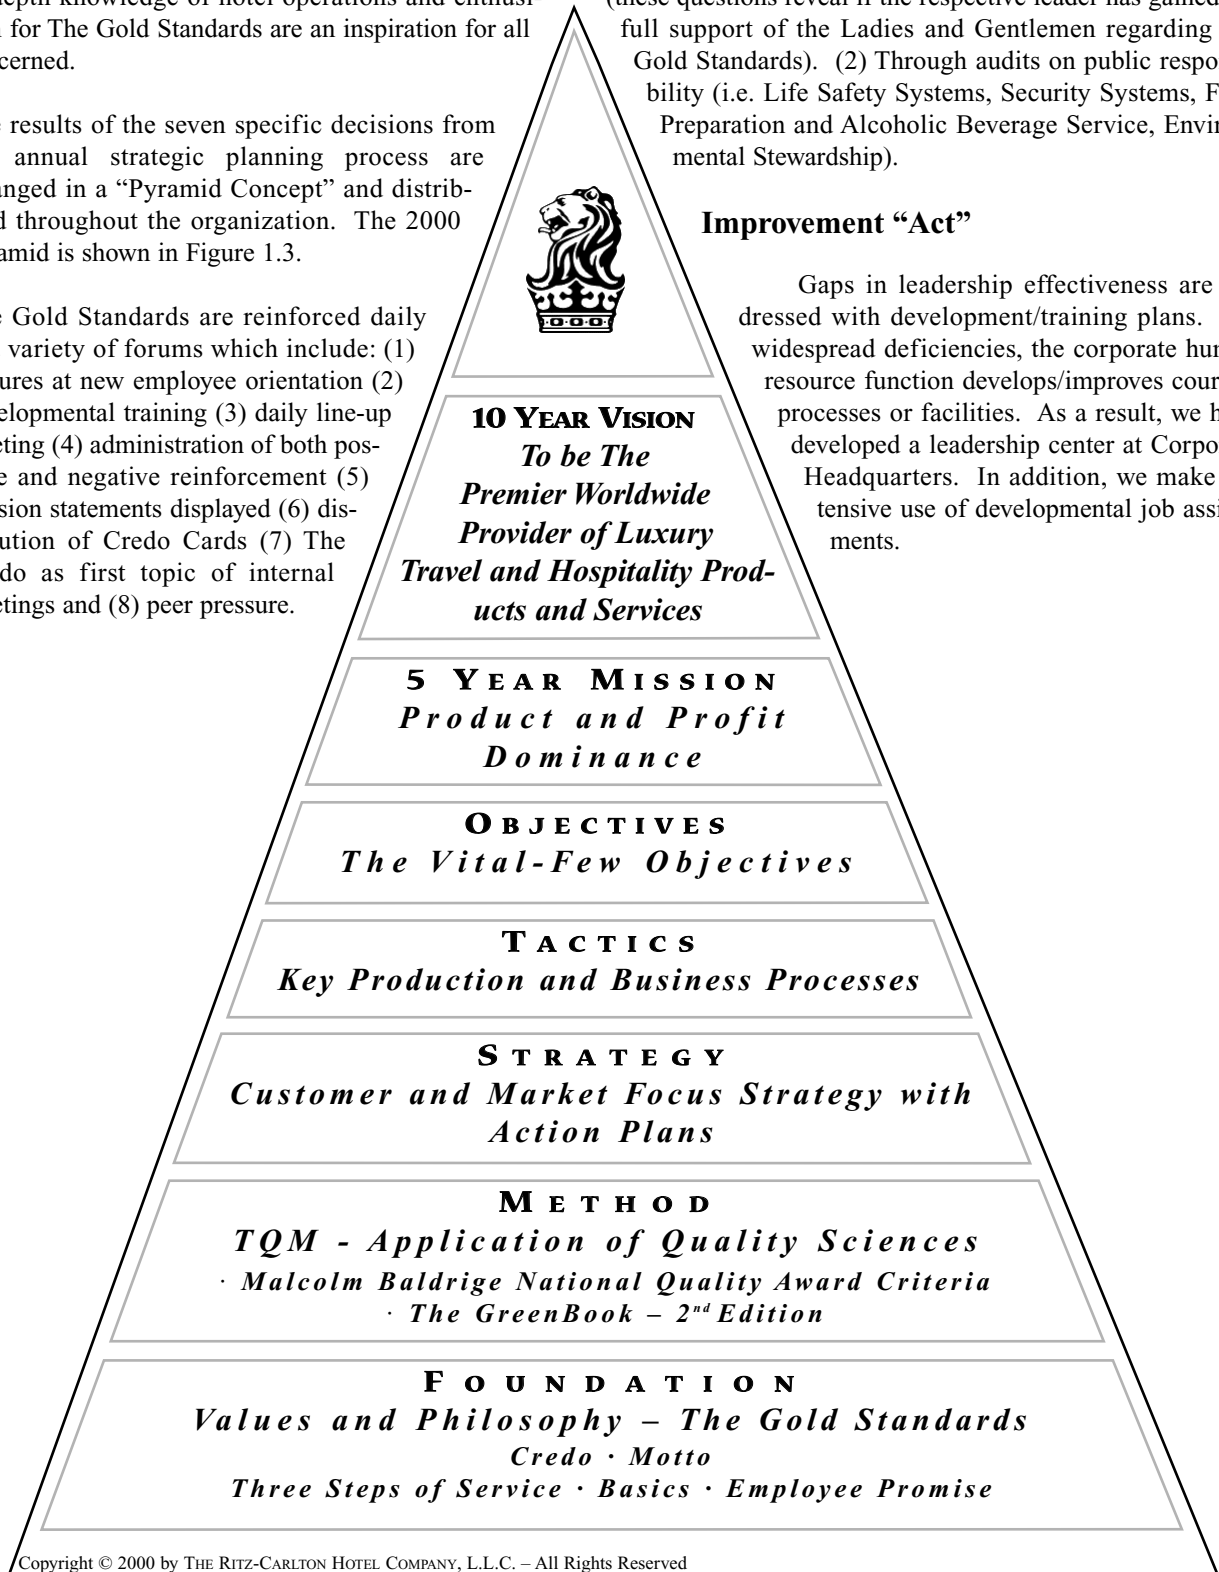 depth knowledge of hotel operations and enthusi-
for The Gold Standards are an inspiration for all
cerned.
results of the seven specific decisions from
annual strategic planning process are
anged in a “Pyramid Concept” and distrib-
d throughout the organization. The 2000
amid is shown in Figure 1.3.
e Gold Standards are reinforced daily
variety of forums which include: (1)
ures at new employee orientation (2)
elopmental training (3) daily line-up
eting (4) administration of both pos-
e and negative reinforcement (5)
sion statements displayed (6) dis-
ution of Credo Cards (7) The
do as first topic of internal
etings and (8) peer pressure.
(these questions reveal if the respective leader has gained
full support of the Ladies and Gentlemen regarding
Gold Standards). (2) Through audits on public respo
bility (i.e. Life Safety Systems, Security Systems, F
Preparation and Alcoholic Beverage Service, Envir
mental Stewardship).
Improvement “Act”
Gaps in leadership effectiveness are
dressed with development/training plans.
widespread deficiencies, the corporate hu
resource function develops/improves cour
processes or facilities. As a result, we h
developed a leadership center at Corpo
Headquarters. In addition, we make
tensive use of developmental job assi
ments.
10 YEAR VISION
To be The
Premier Worldwide
Provider of Luxury
Travel and Hospitality Prod-
ucts and Services
5 YEAR MISSION
Product and Profit
Dominance
OBJECTIVES
The Vital-Few Objectives
TACTICS
Key Production and Business Processes
STRATEGY
Customer and Market Focus Strategy with
Action Plans
METHOD
TQM - Application of Quality Sciences
· Malcolm Baldrige National Quality Award Criteria
· The GreenBook – 2nd Edition
FOUNDATION
Values and Philosophy – The Gold Standards
Credo · Motto
Three Steps of Service · Basics · Employee Promise
Copyright © 2000 by THE RITZ-CARLTON HOTEL COMPANY, L.L.C. – All Rights Reserved